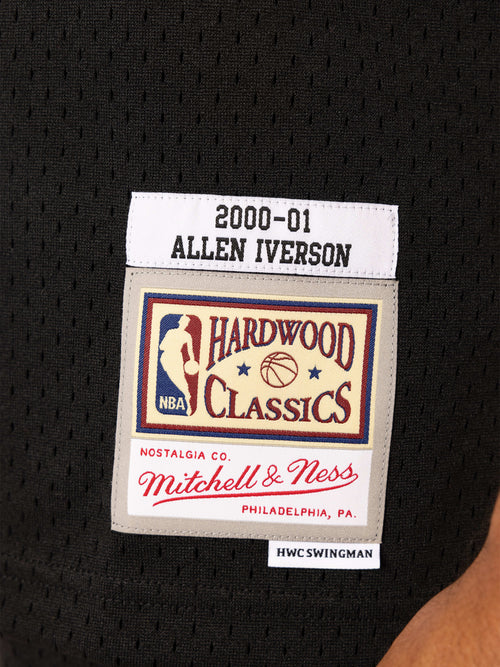 2000-01
ALLEN IVERSON
HARDWOOD
CLASSICS
NBA
NOSTALGIA CO.
Mitchell & Ness
PHILADELPHIA, PA.
HWC SWINGMAN